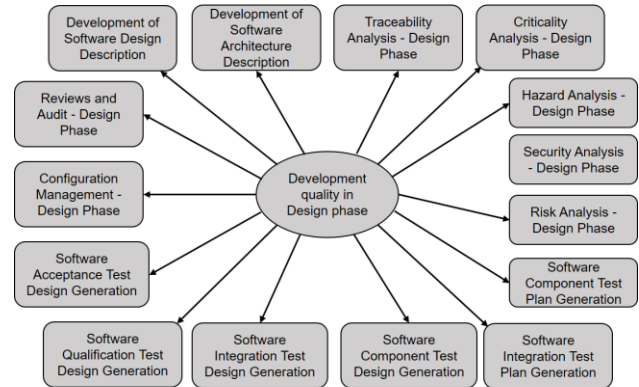 Development of
Software Design
Description
Development of
Software
Architecture
Description
Traceability
Analysis - Design
Phase
Criticality
Analysis - Design
Phase
Reviews and
Audit - Design
Phase
Hazard Analysis -
Design Phase
Security Analysis
- Design Phase
Configuration
Management -
Design Phase
Development
quality in
Design phase
Risk Analysis -
Design Phase
Software
Acceptance Test
Design Generation
Software
Component Test
Plan Generation
Software
Qualification Test
Design Generation
Software
Integration Test
Design Generation
Software
Component Test
Design Generation
Software
Integration Test
Plan Generation